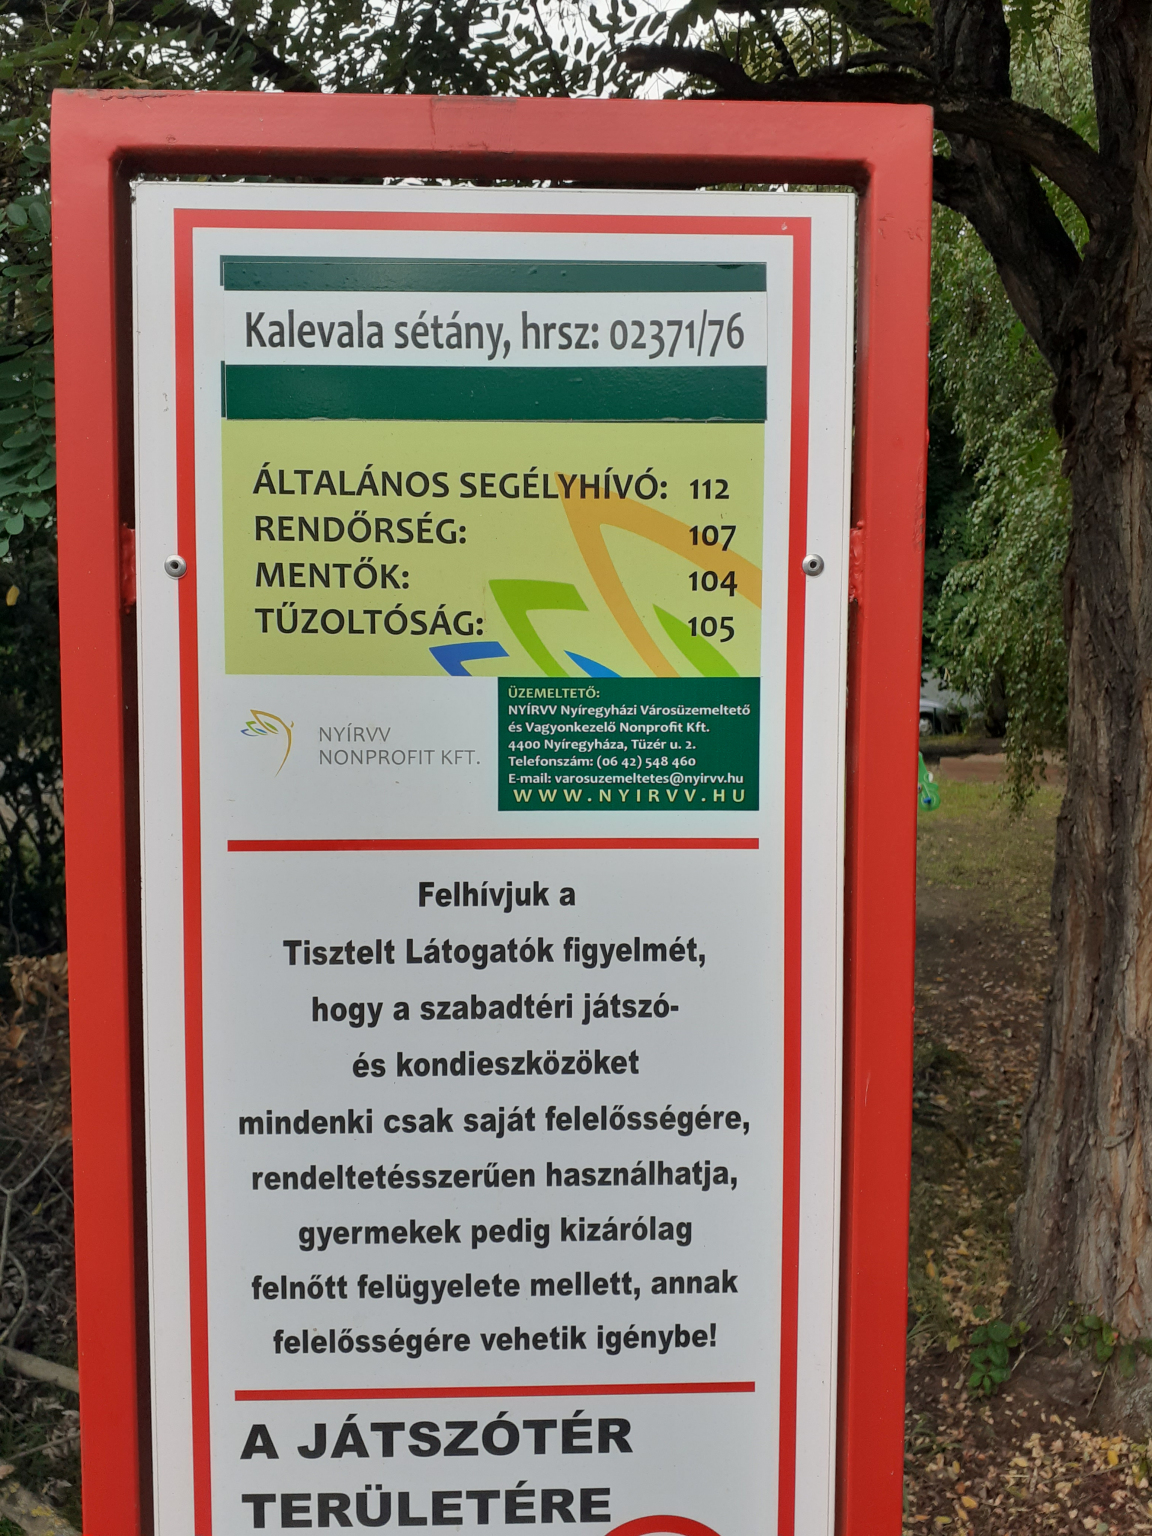 Kalevala sétány, hrsz: 02371/76
ÁLTALÁNOS SEGÉLYHÍVÓ: 112
RENDŐRSÉG: 107
MENTŐK: 104
TŰZOLTÓSÁG: 105
NYÍRVV
NONPROFIT KFT.
ÜZEMELTETŐ:
NYÍRVV Nyíregyházi Városüzemeltető
és Vagyonkezelő Nonprofit Kft.
4400 Nyíregyháza, Tüzér u. 2.
Telefonszám: (06 42) 548 460
E-mail: varosuzemeltetes@nyirvv.hu
WWW.NYIRVV.HU
Felhívjuk a
Tisztelt Látogatók figyelmét,
hogy a szabadtéri játszó-
és kondieszközöket
mindenki csak saját felelősségére,
rendeltetésszerűen használhatja,
gyermekek pedig kizárólag
felnőtt felügyelete mellett, annak
felelősségére vehetik igénybe!
A JÁTSZÓTÉR
TERÜLETÉRE